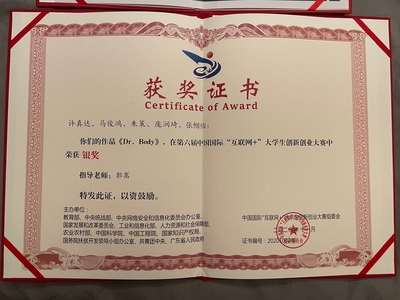 获奖证书
Certificate of Award
许真达、马俊鸿、朱策、庞润琦、张
你们的作品《Dr. Body》，在第六届中国国际“互联网+”大学生创新创业大赛中
荣获 银奖
指导老师：郭嵩
特发此证，以资鼓励。
主办单位：
教育部、中央统战部、中央网络安全和信息化委员会办公室、
国家发展和改革委员会、工业和信息化部、人力资源和社会保障部、
农业农村部、中国科学院、中国工程院、国家知识产权局、
国务院扶贫开发领导小组办公室、共青团中央、广东省人民政府
中国国际“互联网+”大学生创新创业大赛组委会
月
证书编号：2020